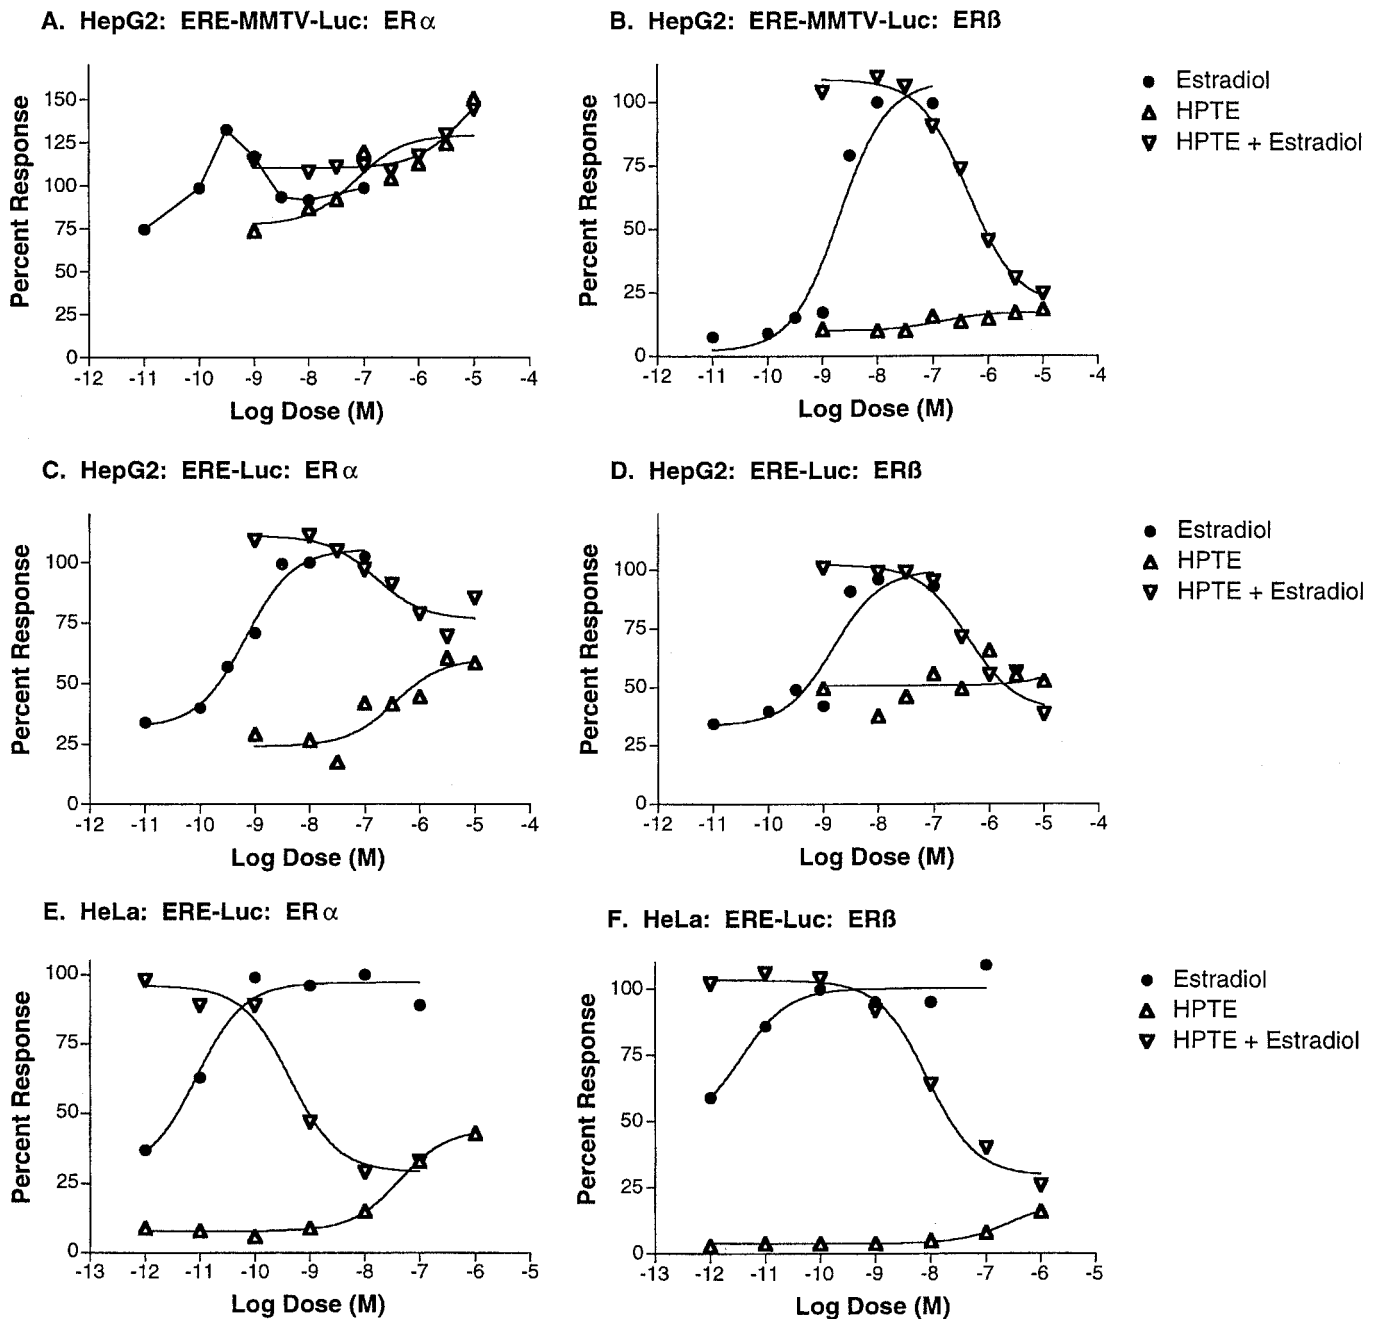 A. HepG2: ERE-MMTV-Luc: ERα
Percent Response
150
125
100
75
50
25
0
-12 -11 -10 -9 -8 -7 -6 -5 -4
Log Dose (M)
B. HepG2: ERE-MMTV-Luc: ERß
Percent Response
100
75
50
25
0
-12 -11 -10 -9 -8 -7 -6 -5 -4
Log Dose (M)
Estradiol
HPTE
HPTE + Estradiol
C. HepG2: ERE-Luc: ERα
Percent Response
100
75
50
25
0
-12 -11 -10 -9 -8 -7 -6 -5 -4
Log Dose (M)
D. HepG2: ERE-Luc: ERß
Percent Response
100
75
50
25
0
-12 -11 -10 -9 -8 -7 -6 -5 -4
Log Dose (M)
Estradiol
HPTE
HPTE + Estradiol
E. HeLa: ERE-Luc: ERα
Percent Response
100
75
50
25
0
-13 -12 -11 -10 -9 -8 -7 -6 -5
Log Dose (M)
F. HeLa: ERE-Luc: ERß
Percent Response
100
75
50
25
0
-13 -12 -11 -10 -9 -8 -7 -6 -5
Log Dose (M)
Estradiol
HPTE
HPTE + Estradiol